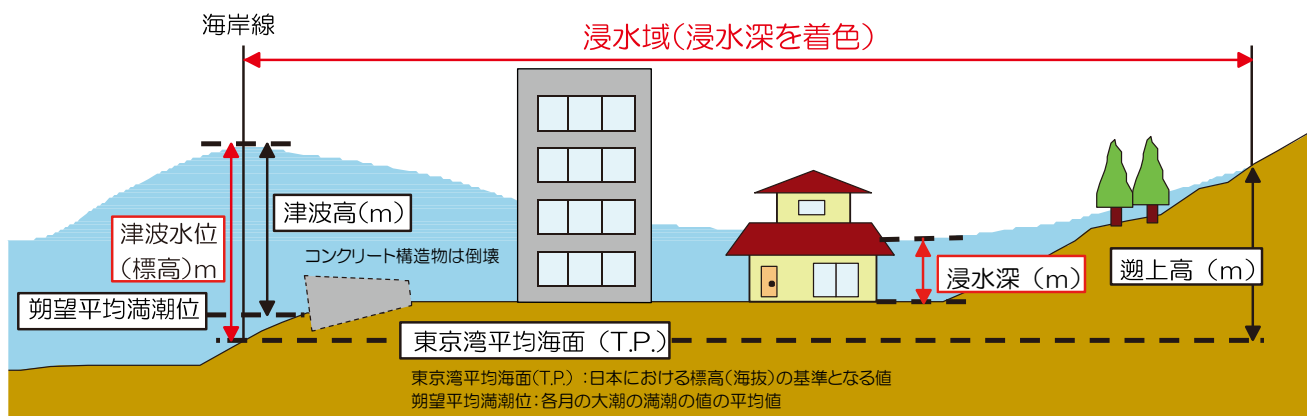 海岸線
浸水域(浸水深を着色)
津波高(m)
津波水位
(標高)m
コンクリート構造物は倒壊
浸水深(m)
遡上高(m)
朔望平均満潮位
東京湾平均海面(T.P.)
東京湾平均海面(T.P.):日本における標高(海抜)の基準となる値
朔望平均満潮位:各月の大潮の満潮の値の平均値